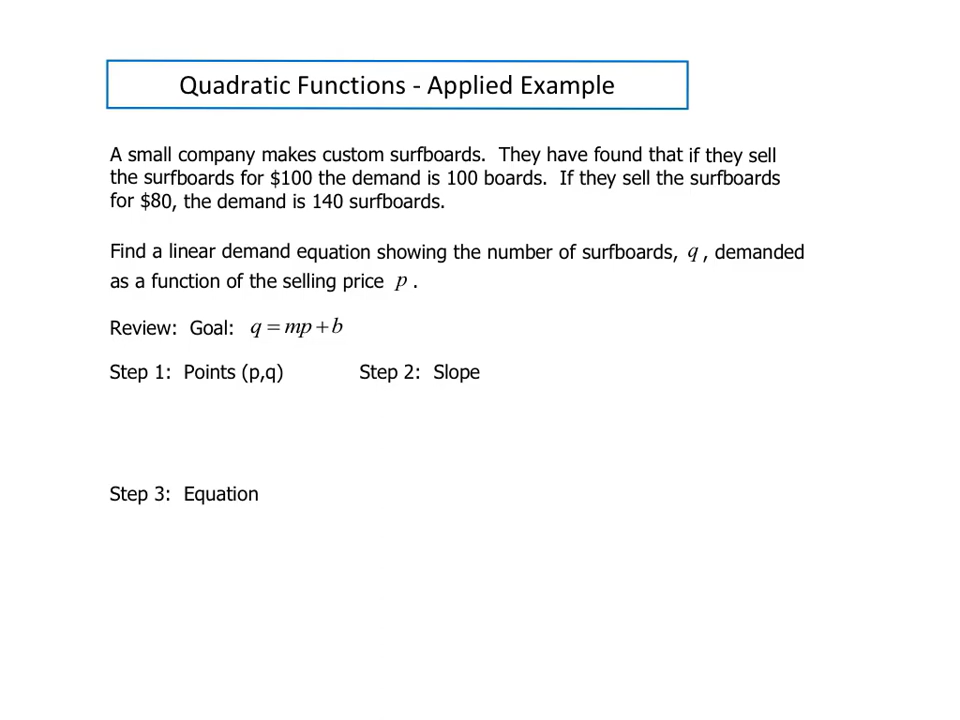 Quadratic Functions - Applied Example
A small company makes custom surfboards. They have found that if they sell
the surfboards for $100 the demand is 100 boards. If they sell the surfboards
for $80, the demand is 140 surfboards.
Find a linear demand equation showing the number of surfboards, q, demanded
as a function of the selling price p.
Review: Goal: q = mp + b
Step 1: Points (p,q) Step 2: Slope
Step 3: Equation